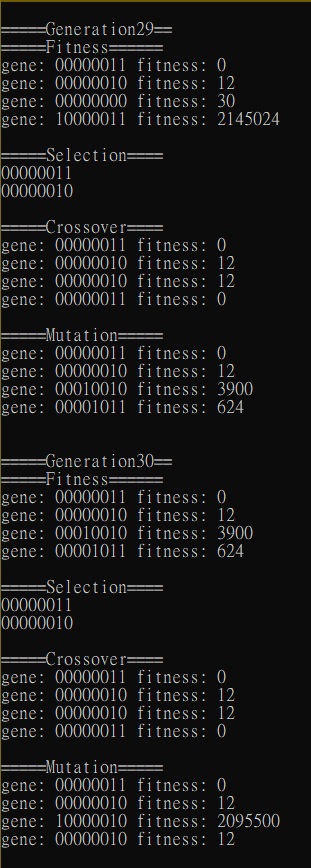 =====Generation29==
=====Fitness======
gene: 00000011 fitness: 0
gene: 00000010 fitness: 12
gene: 00000000 fitness: 30
gene: 10000011 fitness: 2145024
=====Selection====
00000011
00000010
=====Crossover====
gene: 00000011 fitness: 0
gene: 00000010 fitness: 12
gene: 00000010 fitness: 12
gene: 00000011 fitness: 0
=====Mutation=====
gene: 00000011 fitness: 0
gene: 00000010 fitness: 12
gene: 00010010 fitness: 3900
gene: 00001011 fitness: 624
=====Generation30==
=====Fitness======
gene: 00000011 fitness: 0
gene: 00000010 fitness: 12
gene: 00010010 fitness: 3900
gene: 00001011 fitness: 624
=====Selection====
00000011
00000010
=====Crossover====
gene: 00000011 fitness: 0
gene: 00000010 fitness: 12
gene: 00000010 fitness: 12
gene: 00000011 fitness: 0
=====Mutation=====
gene: 00000011 fitness: 0
gene: 00000010 fitness: 12
gene: 10000010 fitness: 2095500
gene: 00000010 fitness: 12